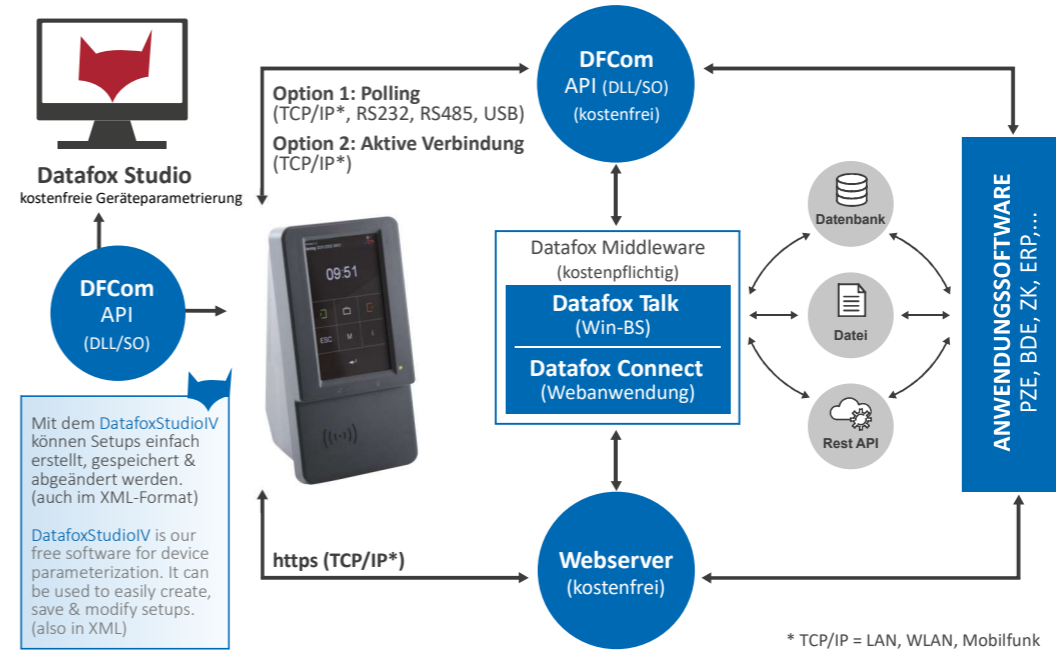 DFCom
API (DLL/SO)
(kostenfrei)
Option 1: Polling
(TCP/IP*, RS232, RS485, USB)
Option 2: Aktive Verbindung
(TCP/IP*)
Datafox Studio
kostenfreie Geräteparametrierung
DFCom
API
(DLL/SO)
09:51
ESC
M
i
Datafox Middleware
(kostenpflichtig)
Datafox Talk
(Win-BS)
Datafox Connect
(Webanwendung)
Datenbank
Datei
Rest API
ANWENDUNGSSOFTWARE
PZE, BDE, ZK, ERP,...
Mit dem DatafoxStudioIV
können Setups einfach
erstellt, gespeichert &
abgeändert werden.
(auch im XML-Format)
DatafoxStudioIV is our
free software for device
parameterization. It can
be used to easily create,
save & modify setups.
(also in XML)
https (TCP/IP*)
Webserver
(kostenfrei)
* TCP/IP = LAN, WLAN, Mobilfunk